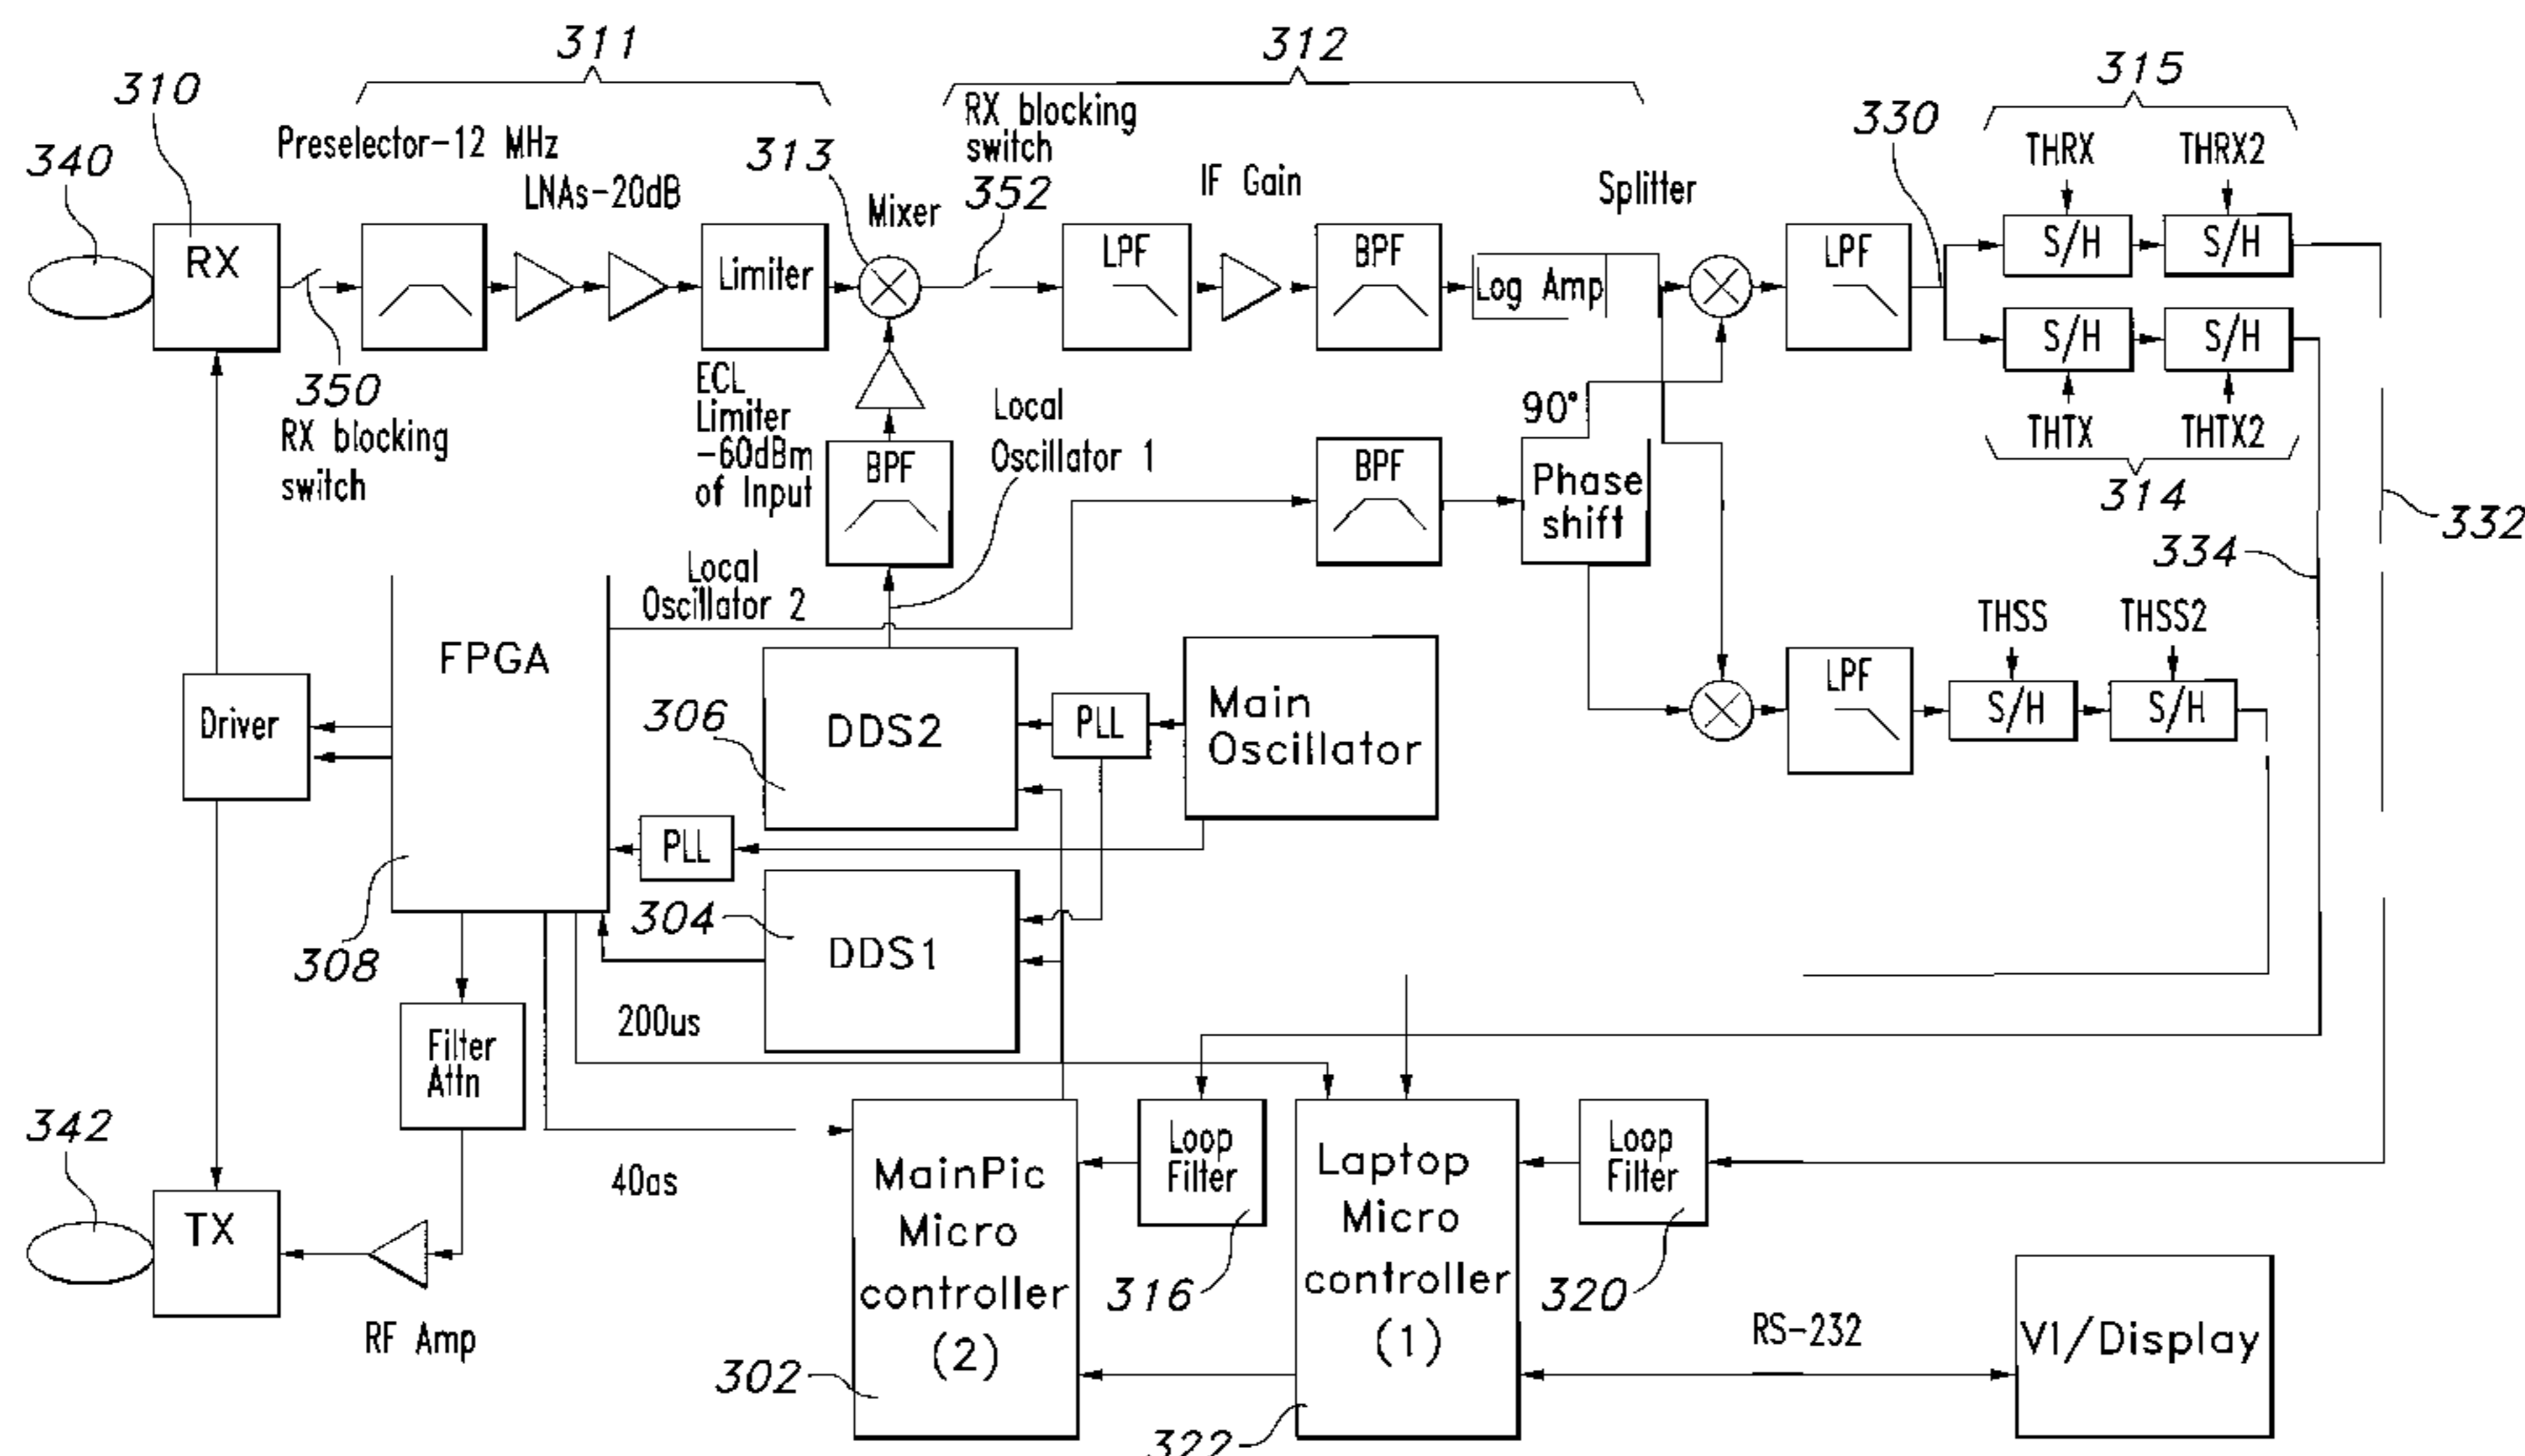 311
312
315
310
RX blocking
switch
330
THRX
THRX2
Preselector-12 MHz
340
313
352
LNAs-20dB
Mixer
IF Gain
Splitter
RX
LPF
BPF
LPF
S/H
S/H
Limiter
Log Amp
S/H
S/H
350
RX blocking
switch
ECL
Limiter
-60dBm
of Input
Local
Oscillator 1
90°
THTX
THTX2
314
332
BPF
BPF
Phase
shift
334
Local
Oscillator 2
THSS
THSS2
FPGA
LPF
S/H
S/H
Driver
306
DDS2
PLL
Main
Oscillator
PLL
304
DDS1
308
200us
Filter
Attn
342
40as
MainPic
Micro
controller
(2)
Loop
Filter
Laptop
Micro
controller
(1)
Loop
Filter
TX
316
320
RF Amp
RS-232
VI/Display
302
322